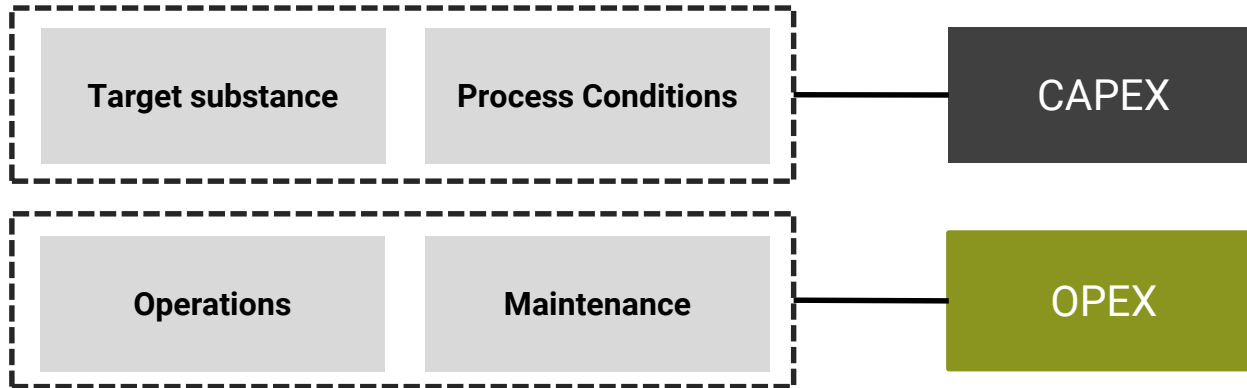 Target substance
Process Conditions
CAPEX
Operations
Maintenance
OPEX